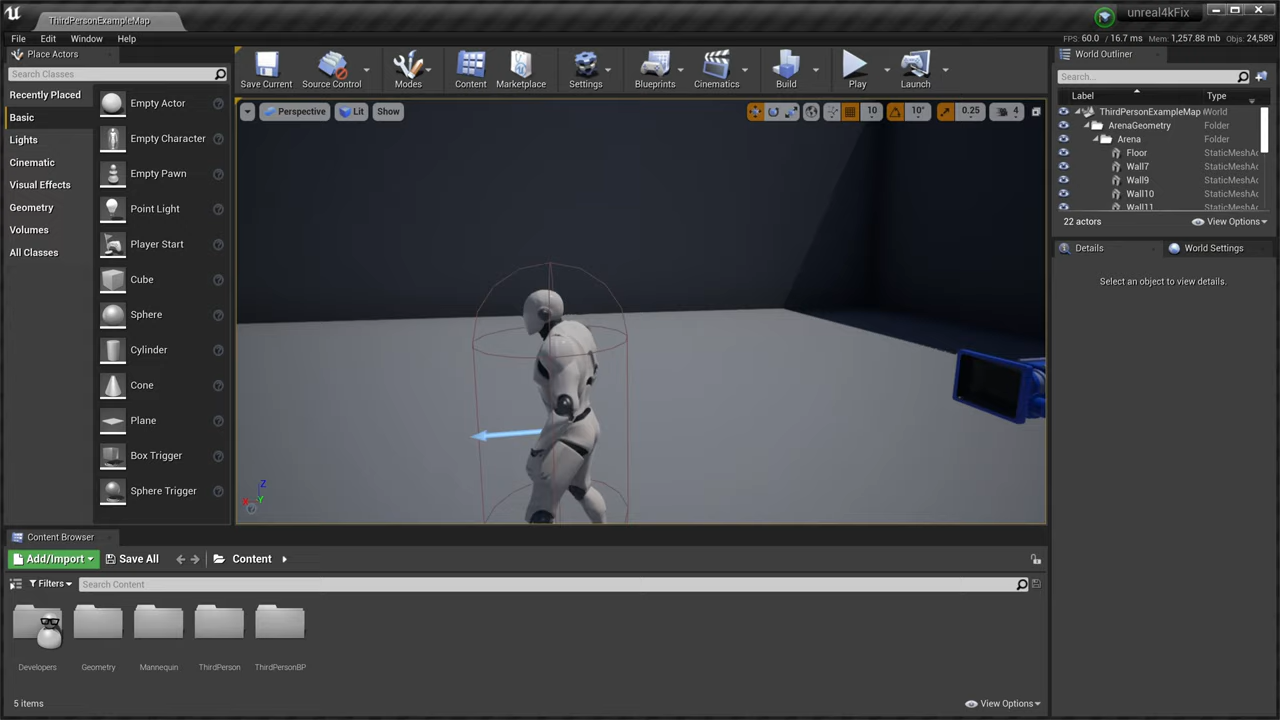 ThirdPersonExampleMap
unreal4kFix
File Edit Window Help
FPS: 60.0 / 16.7 ms Mem: 1,257.88 mb Objs: 24,589
Place Actors
Search Classes
Recently Placed
Basic
Lights
Cinematic
Visual Effects
Geometry
Volumes
All Classes
Empty Actor
Empty Character
Empty Pawn
Point Light
Player Start
Cube
Sphere
Cylinder
Cone
Plane
Box Trigger
Sphere Trigger
Save Current Source Control Modes Content Marketplace Settings Blueprints Cinematics Build Play Launch
Perspective Lit Show
10 10° 0.25 4
Z
X Y
World Outliner
Search...
Label Type
ThirdPersonExampleMap World
ArenaGeometry Folder
Arena Folder
Floor StaticMeshAc
Wall7 StaticMeshAc
Wall9 StaticMeshAc
Wall10 StaticMeshAc
Wall11 StaticMeshAc
22 actors View Options
Details World Settings
Select an object to view details.
Content Browser
Add/Import Save All Content
Filters Search Content
Developers Geometry Mannequin ThirdPerson ThirdPersonBP
5 items View Options